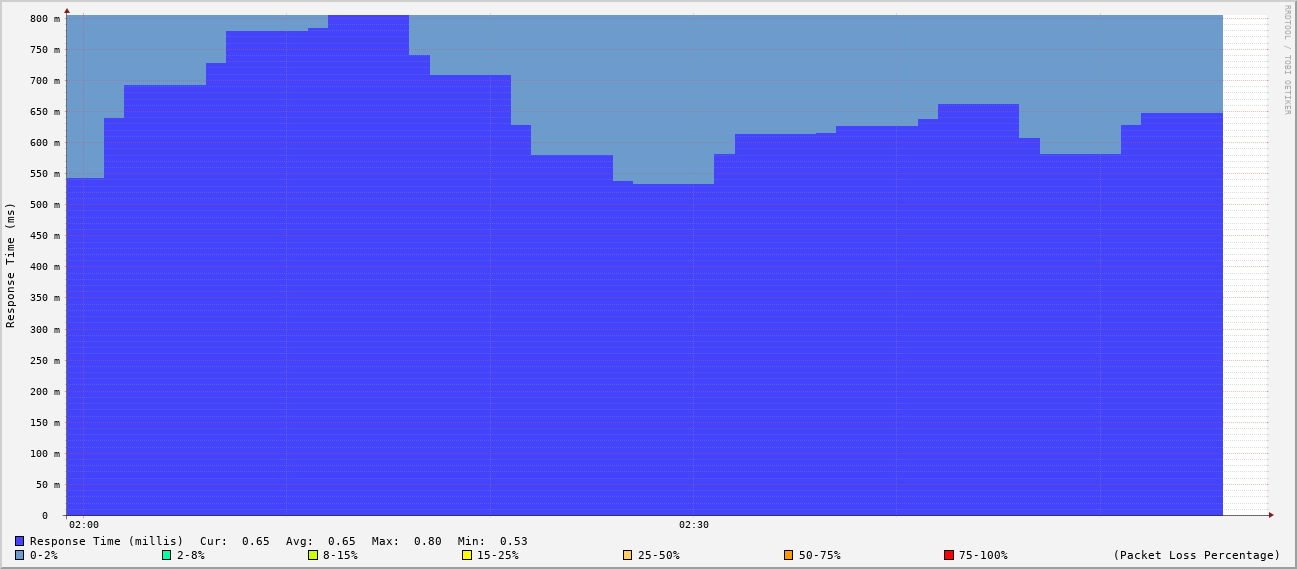 RRDTOOL / TOBI OETIKER
Response Time (ms)
800 m
750 m
700 m
650 m
600 m
550 m
500 m
450 m
400 m
350 m
300 m
250 m
200 m
150 m
100 m
50 m
0
02:00 02:30
Response Time (millis) Cur: 0.65 Avg: 0.65 Max: 0.80 Min: 0.53
0-2% 2-8% 8-15% 15-25% 25-50% 50-75% 75-100% (Packet Loss Percentage)